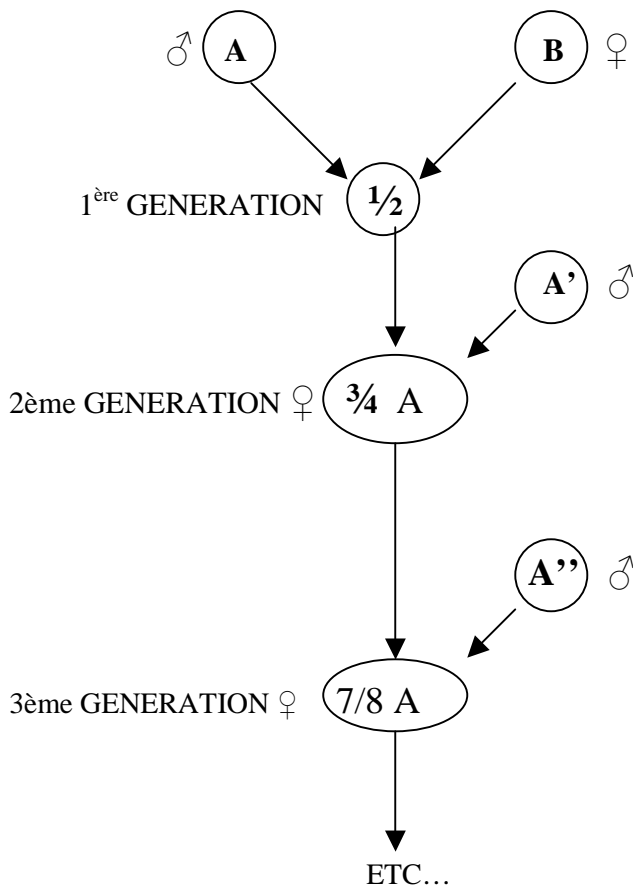 ♂ A B ♀
1ère GENERATION ½
A’ ♂
2ème GENERATION ♀ ¾ A
A’’ ♂
3ème GENERATION ♀ 7/8 A
ETC…